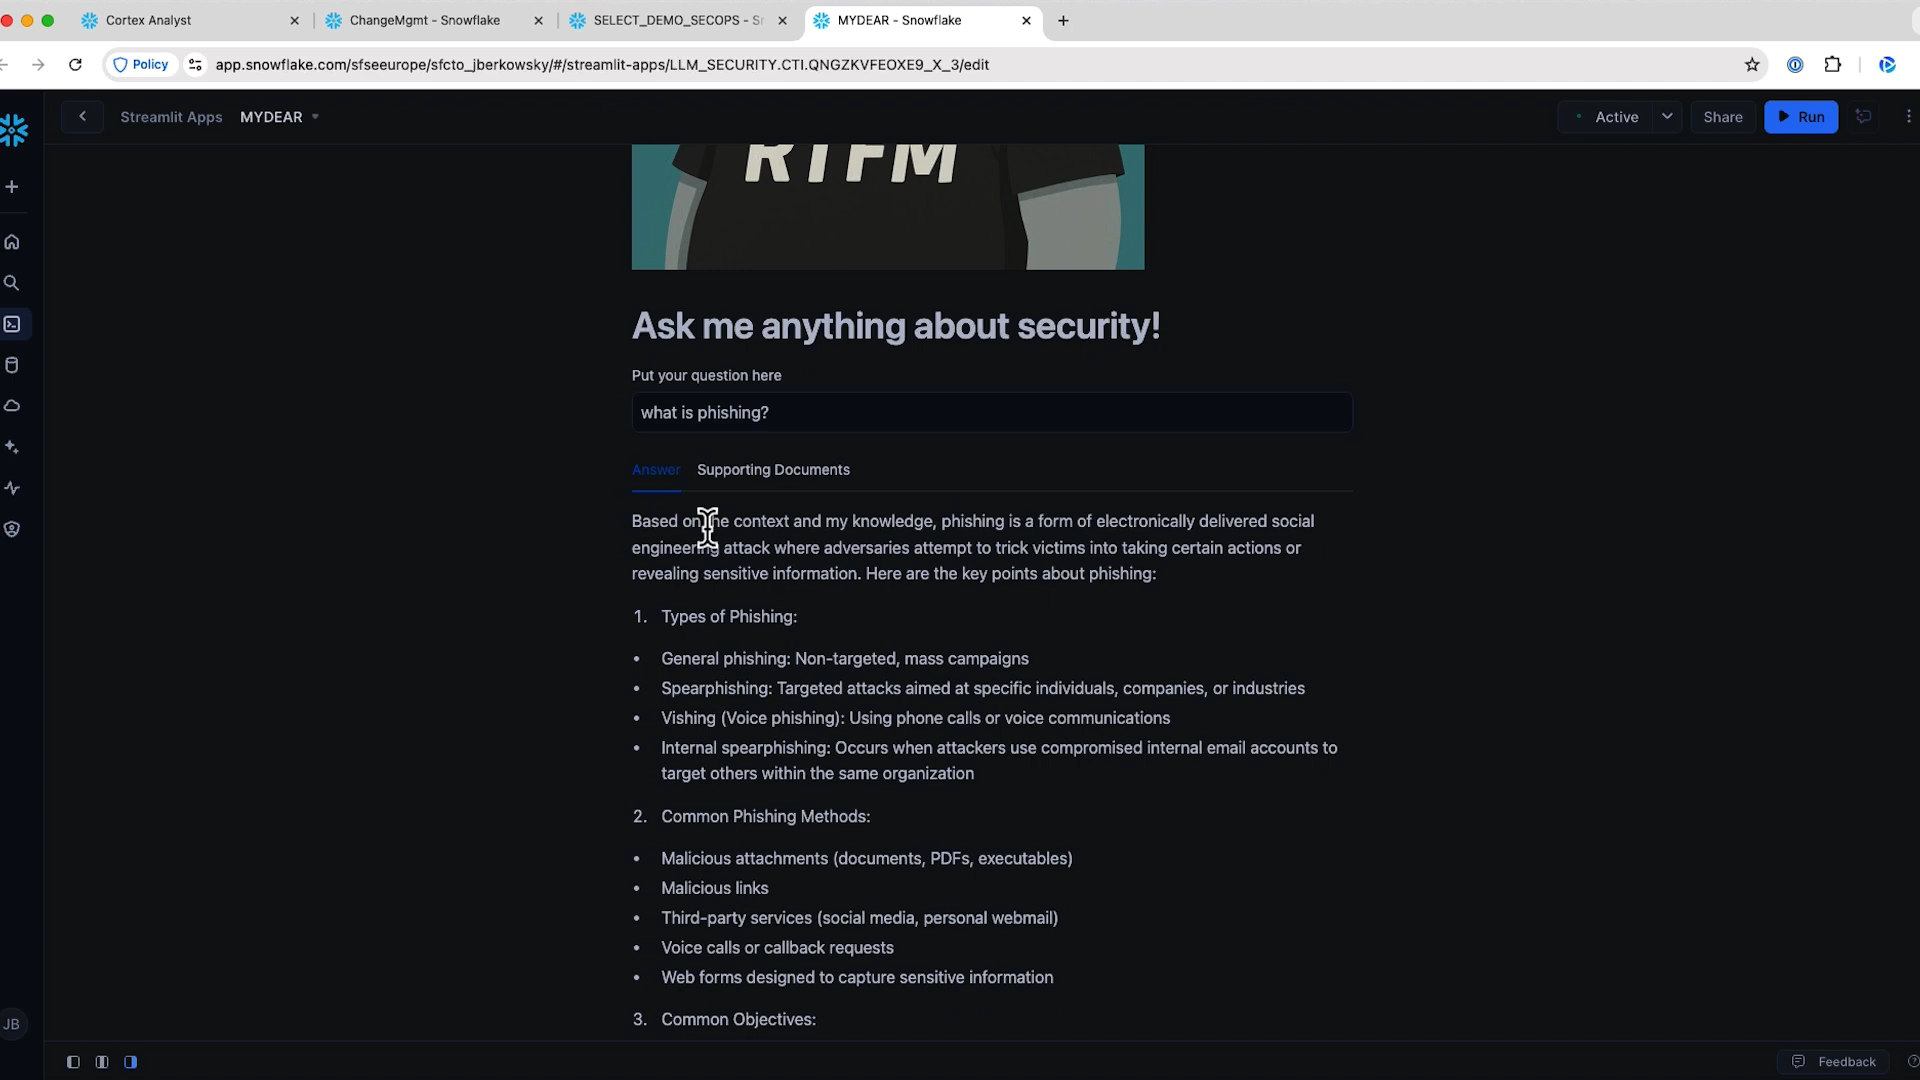 Cortex Analyst
ChangeMgmt - Snowflake
SELECT_DEMO_SECOPS - Sn
MYDEAR - Snowflake
Policy
app.snowflake.com/sfseeurope/sfcto_jberkowsky/#/streamlit-apps/LLM_SECURITY.CTI.QNGZKVFEOXE9_X_3/edit
Streamlit Apps MYDEAR
Active
Share
Run
RTFM
Ask me anything about security!
Put your question here
what is phishing?
Answer Supporting Documents
Based on the context and my knowledge, phishing is a form of electronically delivered social
engineering attack where adversaries attempt to trick victims into taking certain actions or
revealing sensitive information. Here are the key points about phishing:
1. Types of Phishing:
• General phishing: Non-targeted, mass campaigns
• Spearphishing: Targeted attacks aimed at specific individuals, companies, or industries
• Vishing (Voice phishing): Using phone calls or voice communications
• Internal spearphishing: Occurs when attackers use compromised internal email accounts to
target others within the same organization
2. Common Phishing Methods:
• Malicious attachments (documents, PDFs, executables)
• Malicious links
• Third-party services (social media, personal webmail)
• Voice calls or callback requests
• Web forms designed to capture sensitive information
3. Common Objectives:
JB
Feedback